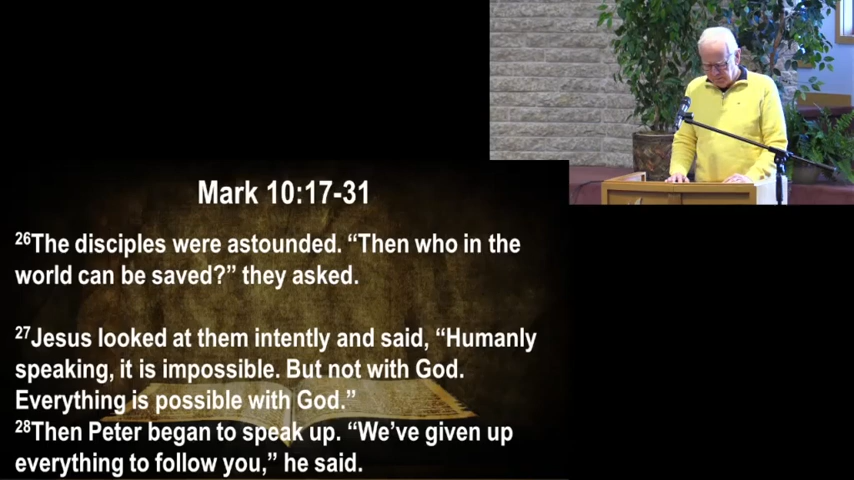 Mark 10:17-31
26The disciples were astounded. “Then who in the
world can be saved?” they asked.
27Jesus looked at them intently and said, “Humanly
speaking, it is impossible. But not with God.
Everything is possible with God.”
28Then Peter began to speak up. “We’ve given up
everything to follow you,” he said.